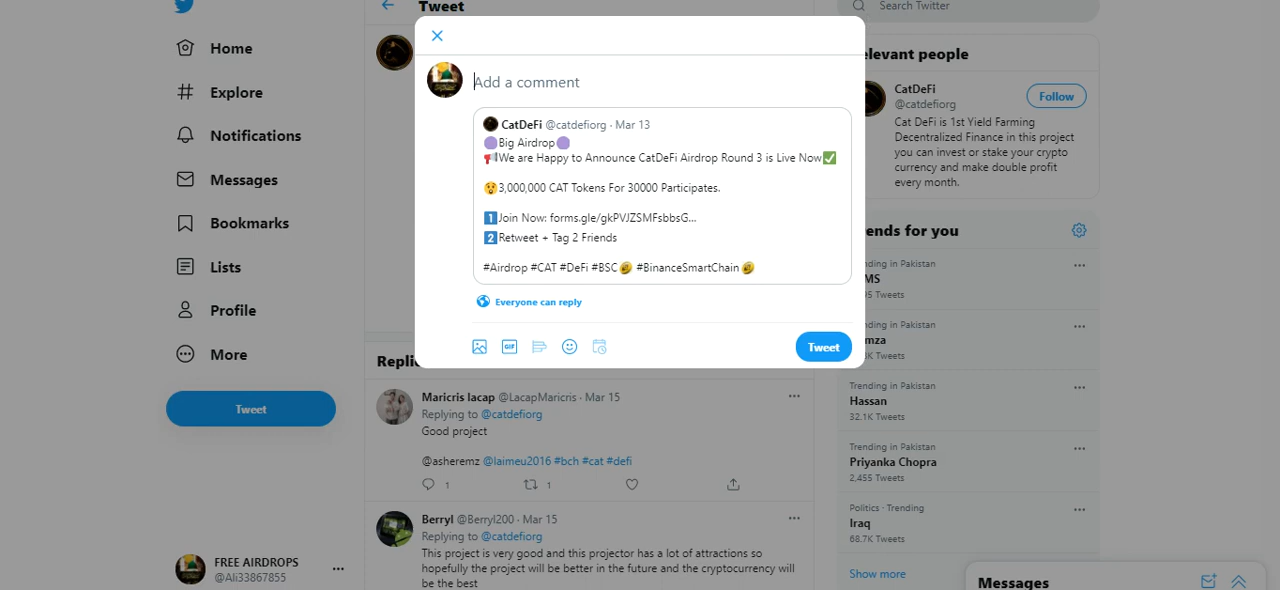 Home
Explore
Notifications
Messages
Bookmarks
Lists
Profile
More
Tweet
FREE AIRDROPS
@Ali33867855
Tweet
Add a comment
CatDeFi @catdefiorg · Mar 13
Big Airdrop
We are Happy to Announce CatDeFi Airdrop Round 3 is Live Now
3,000,000 CAT Tokens For 30000 Participates.
1 Join Now: forms.gle/gkPVJZSMFsbbsG...
2 Retweet + Tag 2 Friends
#Airdrop #CAT #DeFi #BSC #BinanceSmartChain
Everyone can reply
GIF
Tweet
Maricris lacap @LacapMaricris · Mar 15
Replying to @catdefiorg
Good project
@asheremz @laimeu2016 #bch #cat #defi
1 1
Berryl @Berryl200 · Mar 15
Replying to @catdefiorg
This project is very good and this projector has a lot of attractions so
hopefully the project will be better in the future and the cryptocurrency will
be the best
Search Twitter
people
CatDeFi
@catdefiorg
Follow
Cat DeFi is 1st Yield Farming
Decentralized Finance in this project
you can invest or stake your crypto
currency and make double profit
every month.
for you
in Pakistan
Tweets
in Pakistan
Tweets
Trending in Pakistan
Hassan
32.1K Tweets
Trending in Pakistan
Priyanka Chopra
2,455 Tweets
Politics · Trending
Iraq
68.7K Tweets
Show more
Messages